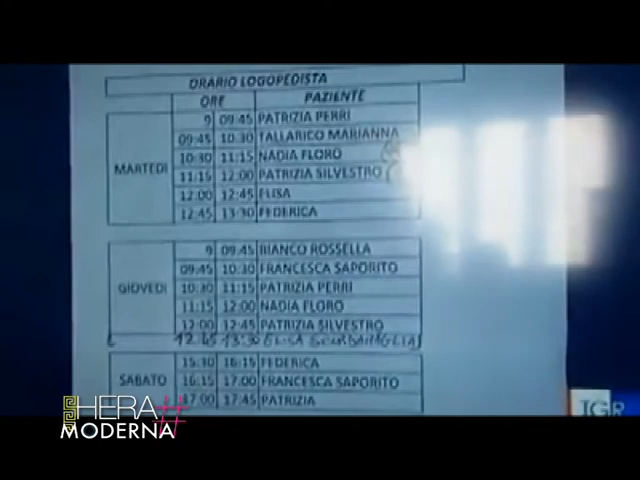 ORARIO LOGOPEDISTA
ORE PAZIENTE
9 09:45 PATRIZIA PERRI
09:45 10:30 TALLARICO MARIANNA
MARTEDI 10:30 11:15 NADIA FLORO
11:15 12:00 PATRIZIA SILVESTRO
12:00 12:45 ELISA
12:45 13:30 FEDERICA
9 09:45 BIANCO ROSSELLA
09:45 10:30 FRANCESCA SAPORITO
GIOVEDI 10:30 11:15 PATRIZIA PERRI
11:15 12:00 NADIA FLORO
12:00 12:45 PATRIZIA SILVESTRO
12:45 13:30 ELISA
15:30 16:15 FEDERICA
SABATO 16:15 17:00 FRANCESCA SAPORITO
17:00 17:45 PATRIZIA
HERA#
MODERNA
TGR